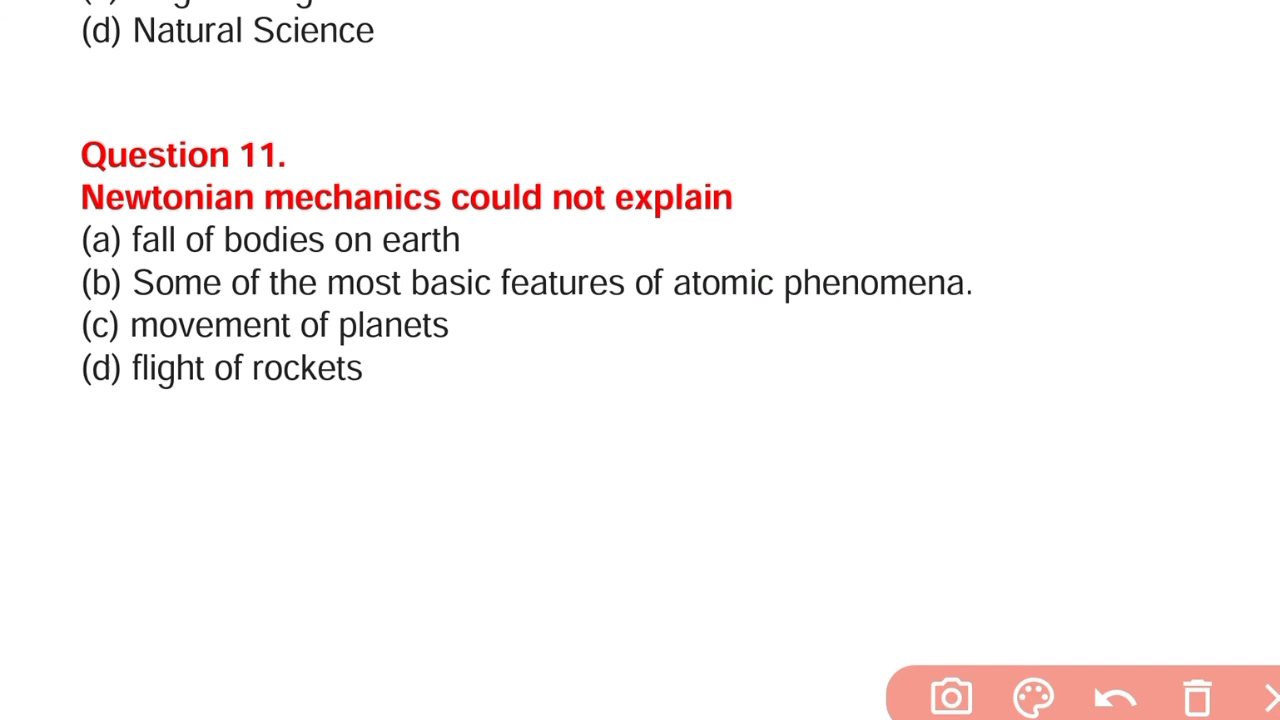 (d) Natural Science
Question 11.
Newtonian mechanics could not explain
(a) fall of bodies on earth
(b) Some of the most basic features of atomic phenomena.
(c) movement of planets
(d) flight of rockets